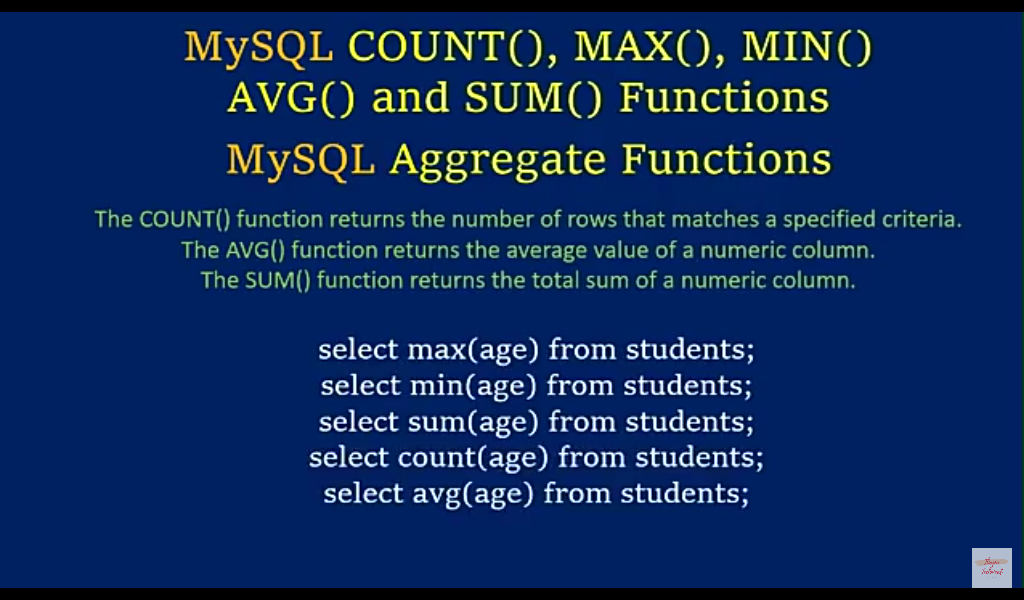 MySQL COUNT(), MAX(), MIN()
AVG() and SUM() Functions
MySQL Aggregate Functions
The COUNT() function returns the number of rows that matches a specified criteria.
The AVG() function returns the average value of a numeric column.
The SUM() function returns the total sum of a numeric column.
select max(age) from students;
select min(age) from students;
select sum(age) from students;
select count(age) from students;
select avg(age) from students;